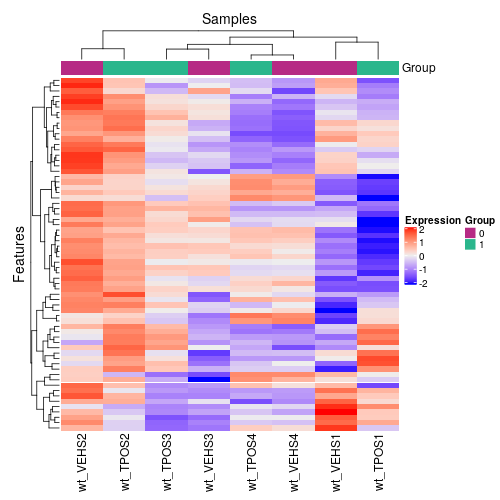 Samples
Group
Features
Expression
2
1
0
-1
-2
Group
0
1
wt_VEHS2
wt_TPOS2
wt_TPOS3
wt_VEHS3
wt_TPOS4
wt_VEHS4
wt_VEHS1
wt_TPOS1